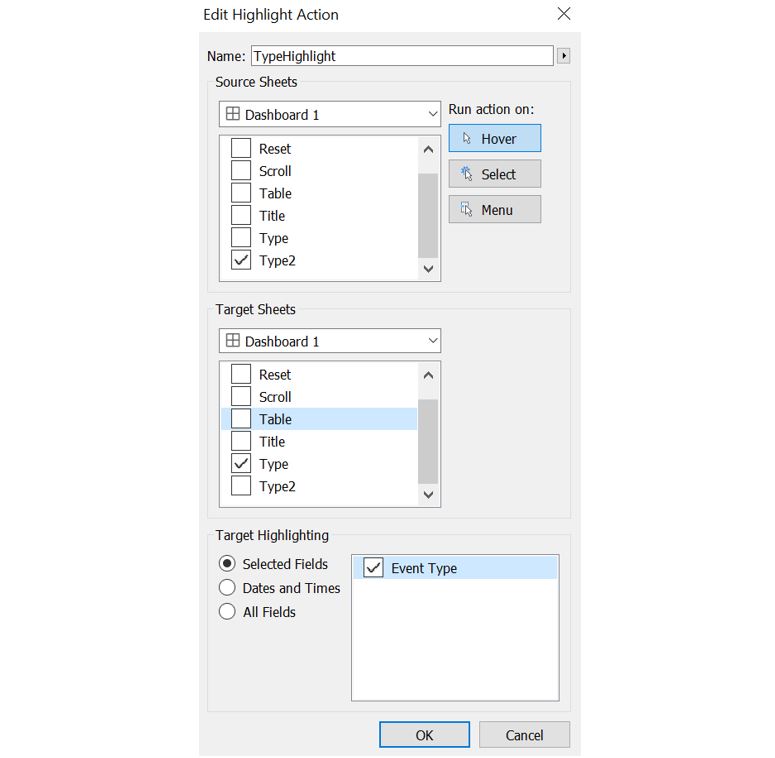 Edit Highlight Action
Name: TypeHighlight
Source Sheets
Dashboard 1
Run action on:
Reset
Scroll
Table
Title
Type
Type2
Hover
Select
Menu
Target Sheets
Dashboard 1
Reset
Scroll
Table
Title
Type
Type2
Target Highlighting
Selected Fields
Dates and Times
All Fields
Event Type
OK
Cancel